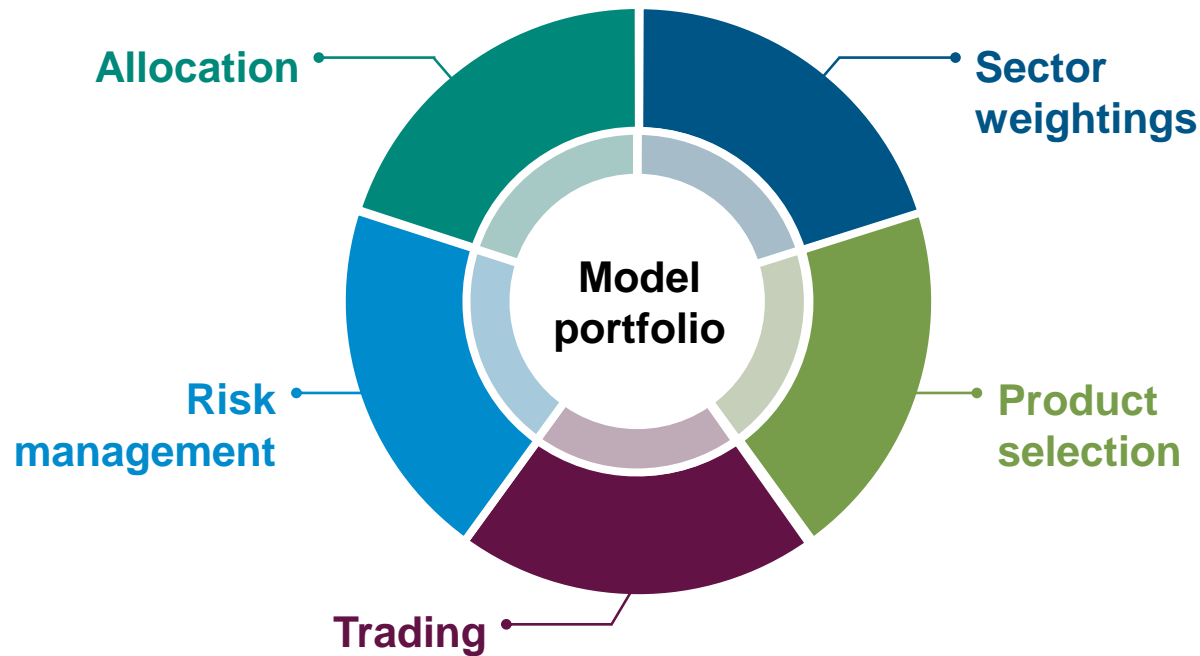 Allocation
Sector
weightings
Model
portfolio
Risk
management
Product
selection
Trading